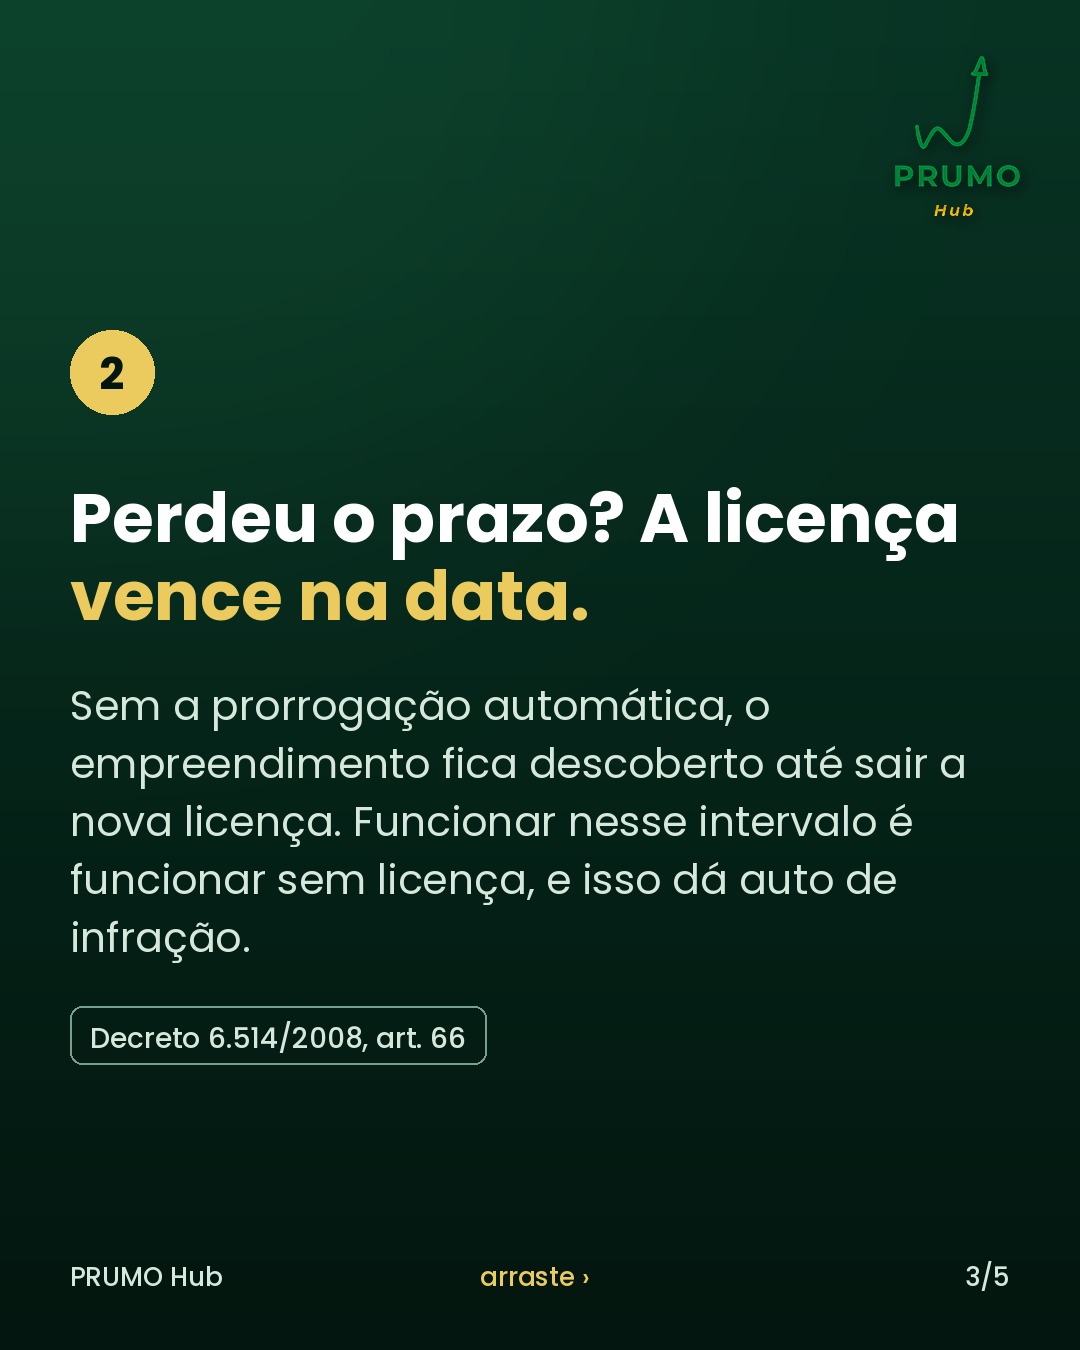 PRUMO
Hub
2
Perdeu o prazo? A licença
vence na data.
Sem a prorrogação automática, o
empreendimento fica descoberto até sair a
nova licença. Funcionar nesse intervalo é
funcionar sem licença, e isso dá auto de
infração.
Decreto 6.514/2008, art. 66
PRUMO Hub
arraste ›
3/5